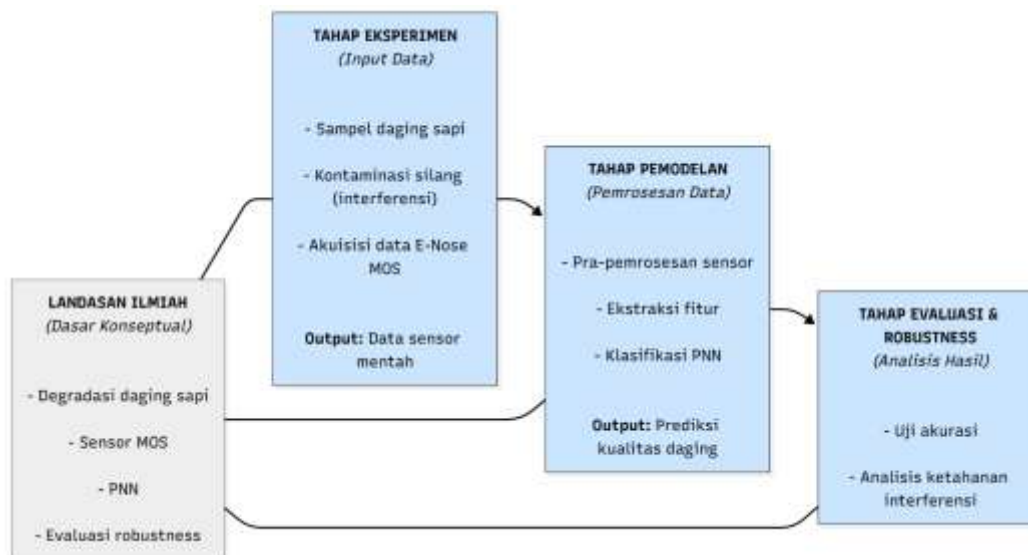 TAHAP EKSPERIMEN
(Input Data)
- Sampel daging sapi
- Kontaminasi silang
(interferensi)
- Akuisisi data E-Nose
MOS
Output: Data sensor
mentah
TAHAP PEMODELAN
(Pemrosesan Data)
- Pra-pemrosesan sensor
- Ekstraksi fitur
- Klasifikasi PNN
Output: Prediksi
kualitas daging
LANDASAN ILMIAH
(Dasar Konseptual)
- Degradasi daging sapi
- Sensor MOS
- PNN
- Evaluasi robustness
TAHAP EVALUASI &
ROBUSTNESS
(Analisis Hasil)
- Uji akurasi
- Analisis ketahanan
interferensi